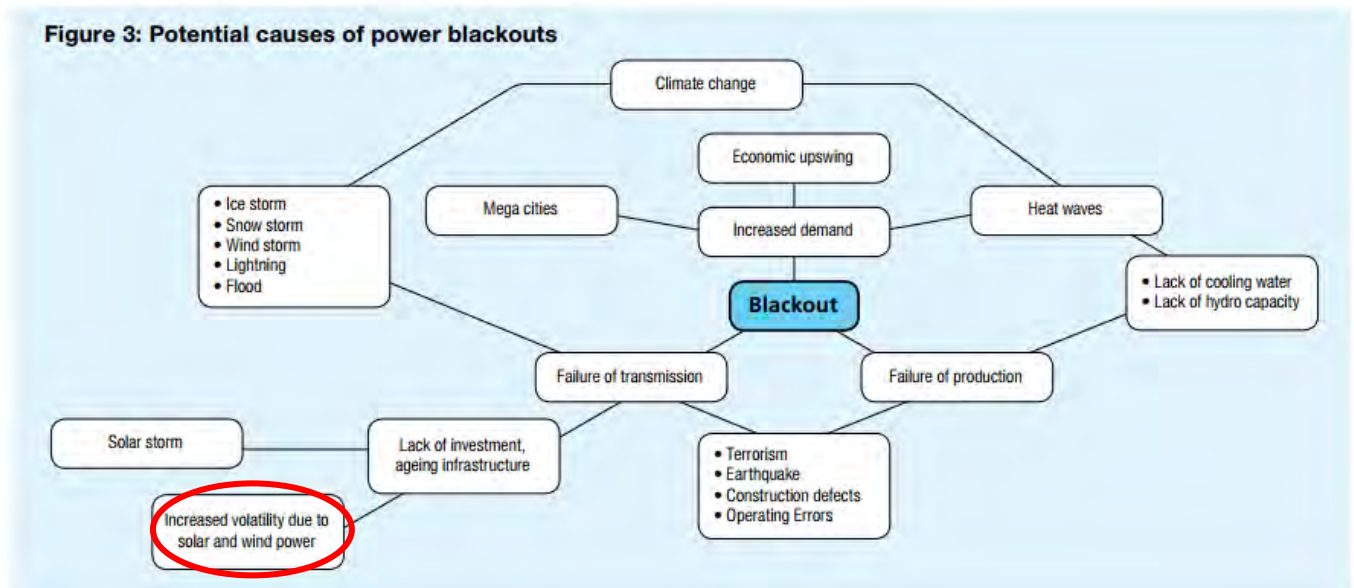 Figure 3: Potential causes of power blackouts
Climate change
Economic upswing
• Ice storm
• Snow storm
• Wind storm
• Lightning
• Flood
Mega cities
Increased demand
Heat waves
• Lack of cooling water
• Lack of hydro capacity
Blackout
Failure of transmission
Failure of production
Solar storm
Lack of investment,
ageing infrastructure
• Terrorism
• Earthquake
• Construction defects
• Operating Errors
Increased volatility due to
solar and wind power